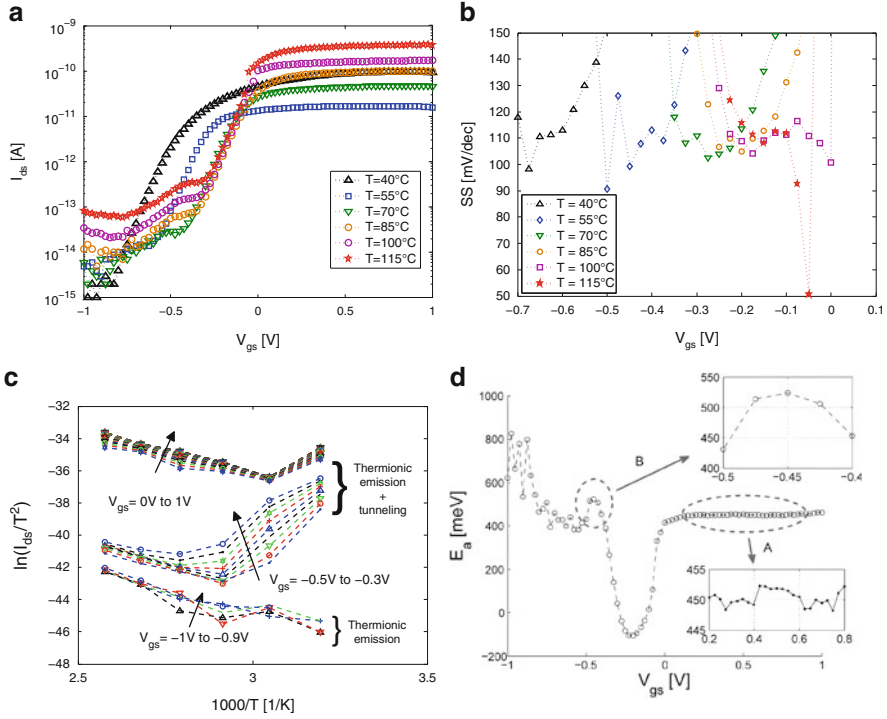 a
10⁻⁹
10⁻¹⁰
10⁻¹¹
10⁻¹²
10⁻¹³
10⁻¹⁴
10⁻¹⁵
I_ds [A]
T=40°C
T=55°C
T=70°C
T=85°C
T=100°C
T=115°C
−1 −0.5 0 0.5 1
V_gs [V]
b
150
140
130
120
110
100
90
80
70
60
50
SS [mV/dec]
T = 40°C
T = 55°C
T = 70°C
T = 85°C
T = 100°C
T = 115°C
−0.7 −0.6 −0.5 −0.4 −0.3 −0.2 −0.1 0 0.1
V_gs [V]
c
−32
−34
−36
−38
−40
−42
−44
−46
−48
ln(I_ds/T²)
V_gs= 0V to 1V
Thermionic
emission
+
tunneling
V_gs= −0.5V to −0.3V
V_gs= −1V to −0.9V
Thermionic
emission
2.5 3 3.5
1000/T [1/K]
d
1000
800
600
400
200
0
−200
E_a [meV]
550
500
450
400
−0.5 −0.45 −0.4
B
A
455
450
445
0.2 0.4 0.6 0.8
−1 −0.5 0 0.5 1
V_gs [V]